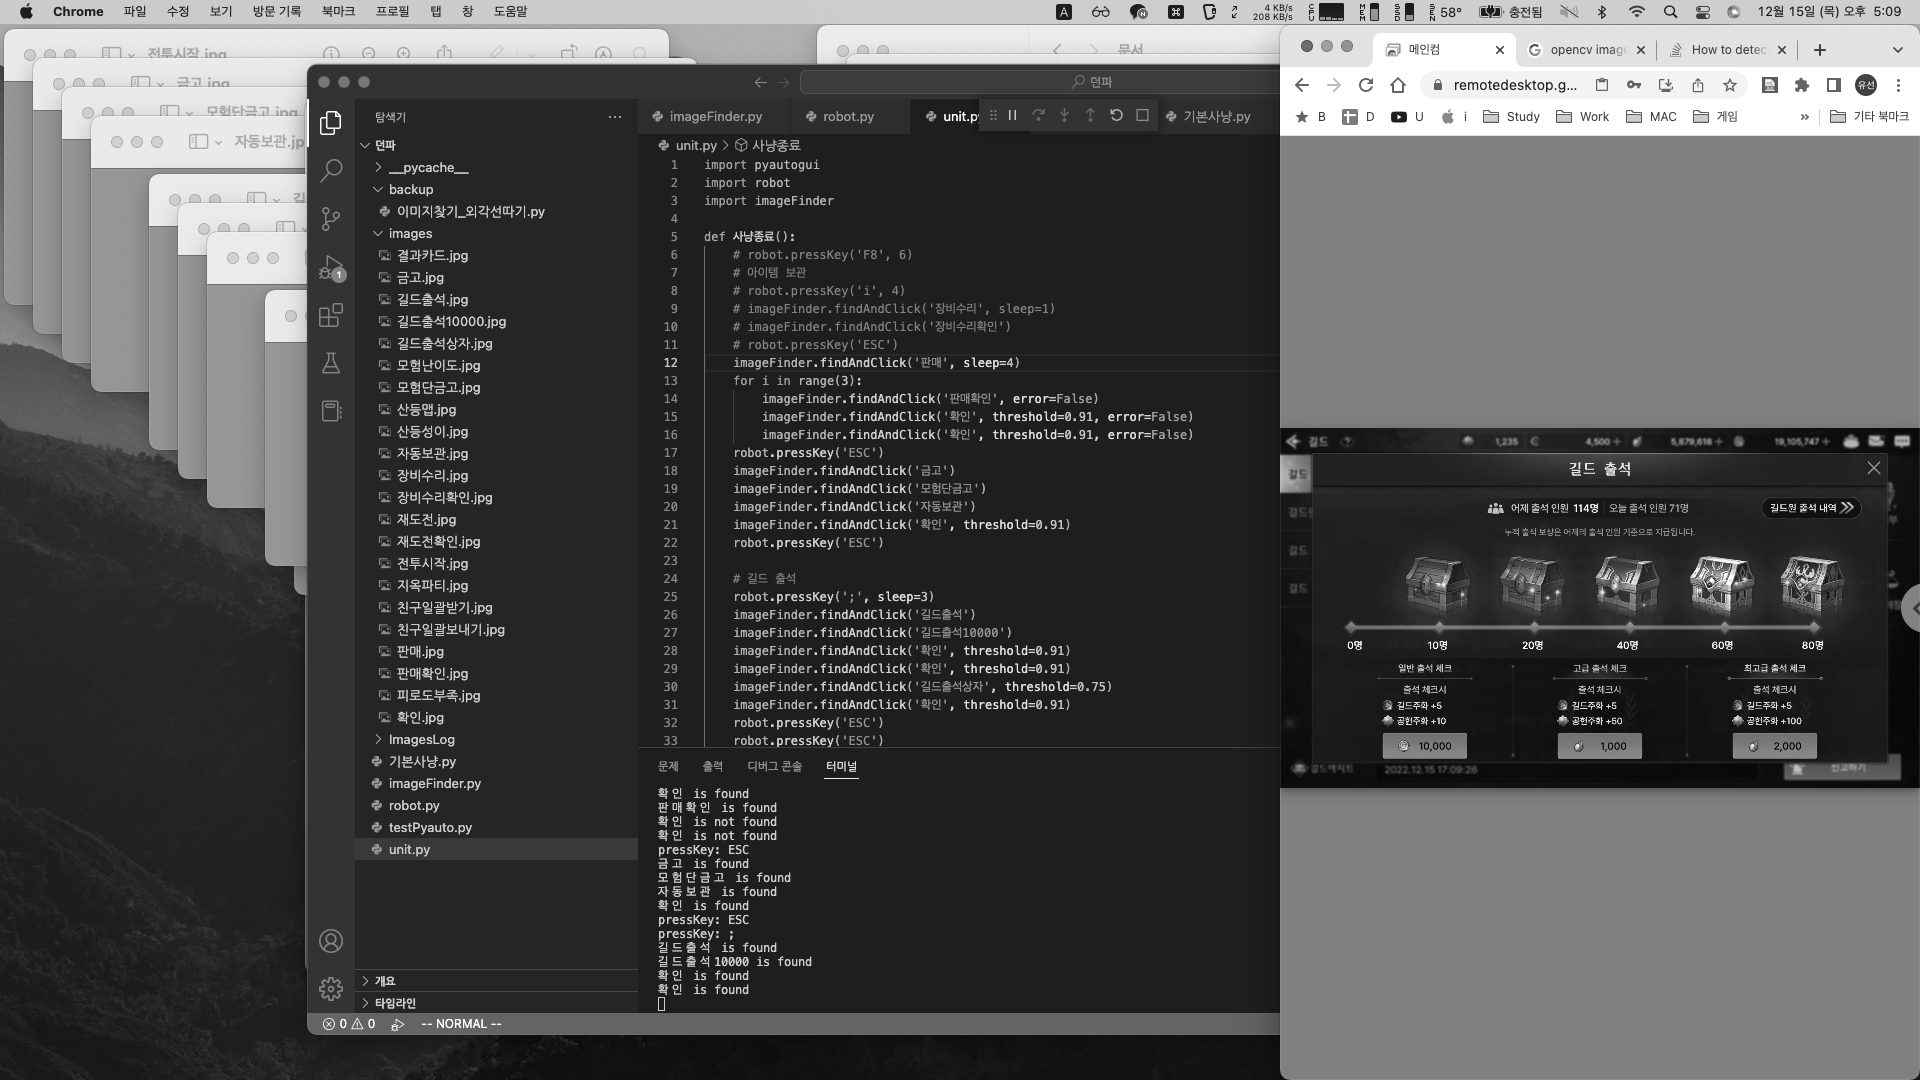 Chrome 파일 수정 보기 방문 기록 북마크 프로필 탭 창 도움말
4 KB/s
208 KB/s
58° 충전됨 12월 15일 (목) 오후 5:09
전투시작.jpg
금고.jpg
모험단금고.jpg
자동보관.jp
문서
던파
탐색기
던파
__pycache__
backup
이미지찾기_외각선따기.py
images
결과카드.jpg
금고.jpg
길드출석.jpg
길드출석10000.jpg
길드출석상자.jpg
모험난이도.jpg
모험단금고.jpg
산등맵.jpg
산등성이.jpg
자동보관.jpg
장비수리.jpg
장비수리확인.jpg
재도전.jpg
재도전확인.jpg
전투시작.jpg
지옥파티.jpg
친구일괄받기.jpg
친구일괄보내기.jpg
판매.jpg
판매확인.jpg
피로도부족.jpg
확인.jpg
ImagesLog
기본사냥.py
imageFinder.py
robot.py
testPyauto.py
unit.py
개요
타임라인
0 0 -- NORMAL --
imageFinder.py robot.py unit.py 기본사냥.py
unit.py > 사냥종료
1 import pyautogui
2 import robot
3 import imageFinder
4
5 def 사냥종료():
6 # robot.pressKey('F8', 6)
7 # 아이템 보관
8 # robot.pressKey('i', 4)
9 # imageFinder.findAndClick('장비수리', sleep=1)
10 # imageFinder.findAndClick('장비수리확인')
11 # robot.pressKey('ESC')
12 imageFinder.findAndClick('판매', sleep=4)
13 for i in range(3):
14 imageFinder.findAndClick('판매확인', error=False)
15 imageFinder.findAndClick('확인', threshold=0.91, error=False)
16 imageFinder.findAndClick('확인', threshold=0.91, error=False)
17 robot.pressKey('ESC')
18 imageFinder.findAndClick('금고')
19 imageFinder.findAndClick('모험단금고')
20 imageFinder.findAndClick('자동보관')
21 imageFinder.findAndClick('확인', threshold=0.91)
22 robot.pressKey('ESC')
23
24 # 길드 출석
25 robot.pressKey(';', sleep=3)
26 imageFinder.findAndClick('길드출석')
27 imageFinder.findAndClick('길드출석10000')
28 imageFinder.findAndClick('확인', threshold=0.91)
29 imageFinder.findAndClick('확인', threshold=0.91)
30 imageFinder.findAndClick('길드출석상자', threshold=0.75)
31 imageFinder.findAndClick('확인', threshold=0.91)
32 robot.pressKey('ESC')
33 robot.pressKey('ESC')
문제 출력 디버그 콘솔 터미널
확인 is found
판매확인 is found
확인 is not found
확인 is not found
pressKey: ESC
금고 is found
모험단금고 is found
자동보관 is found
확인 is found
pressKey: ESC
pressKey: ;
길드출석 is found
길드출석10000 is found
확인 is found
확인 is found
메인컴 opencv image How to detec
remotedesktop.g... 유선
B D U i Study Work MAC 게임 » 기타 북마크
길드 1,235 4,500 + 5,879,618 + 19,105,747 +
길드 출석
어제 출석 인원 114명 오늘 출석 인원 71명 길드원 출석 내역
누적 출석 보상은 어제의 출석 인원 기준으로 지급됩니다.
0명 10명 20명 40명 60명 80명
일반 출석 체크 고급 출석 체크 최고급 출석 체크
출석 체크시 출석 체크시 출석 체크시
길드주화 +5 길드주화 +5 길드주화 +5
공헌주화 +10 공헌주화 +50 공헌주화 +100
10,000 1,000 2,000
길드아지트 2022.12.15 17:09:26 신고하기